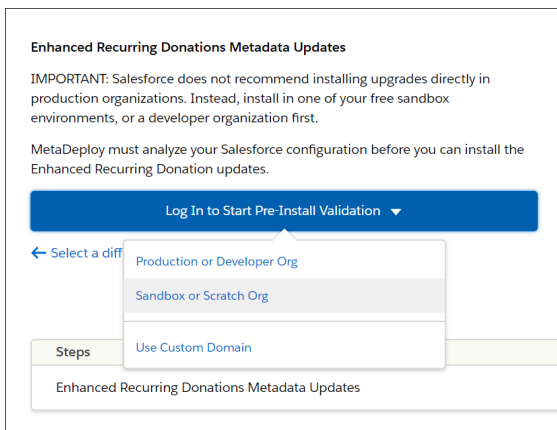 Enhanced Recurring Donations Metadata Updates
IMPORTANT: Salesforce does not recommend installing upgrades directly in
production organizations. Instead, install in one of your free sandbox
environments, or a developer organization first.
MetaDeploy must analyze your Salesforce configuration before you can install the
Enhanced Recurring Donation updates.
Log In to Start Pre-Install Validation
Select a diff
Production or Developer Org
Sandbox or Scratch Org
Use Custom Domain
Steps
Enhanced Recurring Donations Metadata Updates